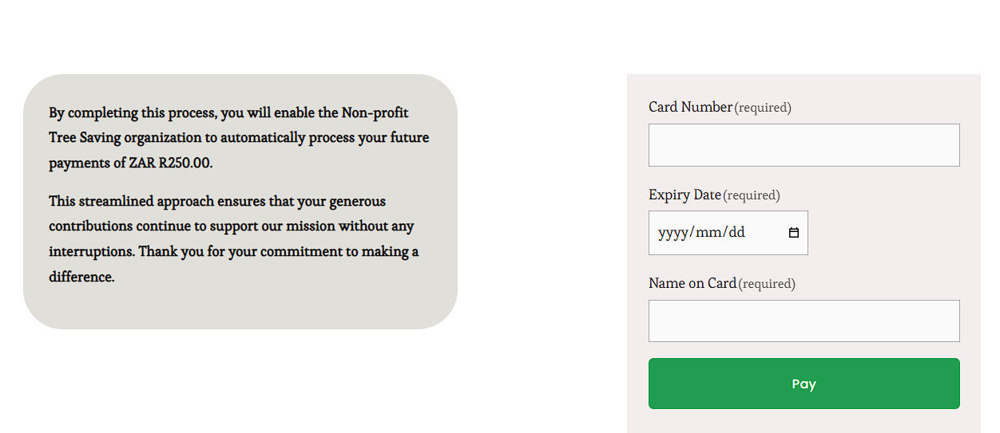 By completing this process, you will enable the Non-profit
Tree Saving organization to automatically process your future
payments of ZAR R250.00.
This streamlined approach ensures that your generous
contributions continue to support our mission without any
interruptions. Thank you for your commitment to making a
difference.
Card Number(required)
Expiry Date(required)
yyyy/mm/dd
Name on Card(required)
Pay